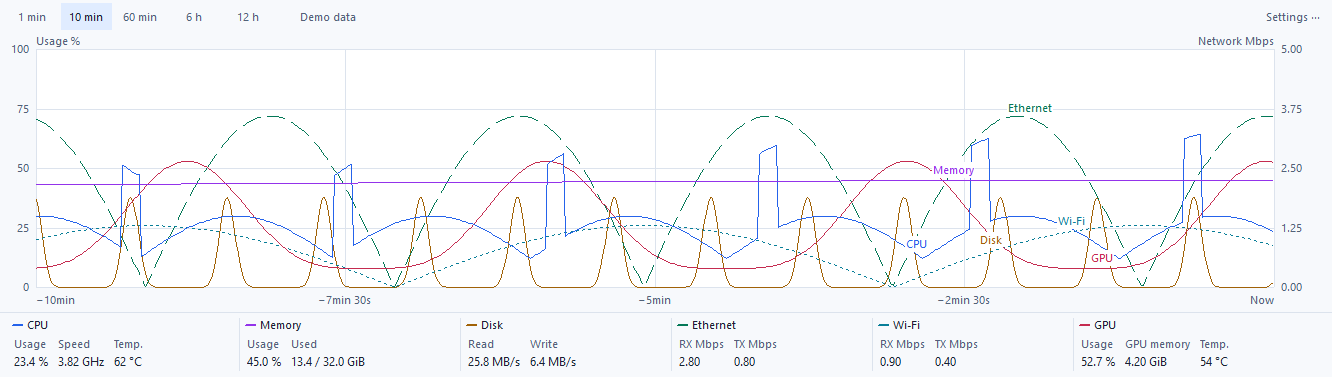 1 min 10 min 60 min 6 h 12 h Demo data Settings ···
Usage % Network Mbps
100 5.00
Ethernet
75 3.75
Memory
50 2.50
Wi-Fi
25 1.25
CPU Disk
GPU
0 0.00
−10min −7min 30s −5min −2min 30s Now
CPU Memory Disk Ethernet Wi-Fi GPU
Usage Speed Temp. Usage Used Read Write RX Mbps TX Mbps RX Mbps TX Mbps Usage GPU memory Temp.
23.4 % 3.82 GHz 62 °C 45.0 % 13.4 / 32.0 GiB 25.8 MB/s 6.4 MB/s 2.80 0.80 0.90 0.40 52.7 % 4.20 GiB 54 °C